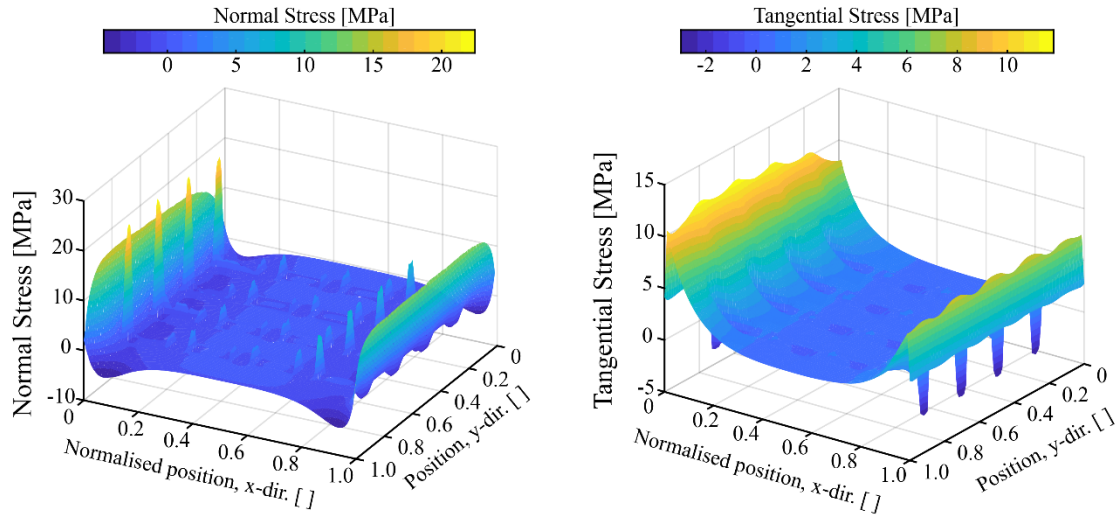 Normal Stress [MPa]
0 5 10 15 20
Normal Stress [MPa]
30
20
10
0
-10
0 0.2 0.4 0.6 0.8 1.0
Normalised position, x-dir. [ ]
1.0 0.8 0.6 0.4 0.2 0
Position, y-dir. [ ]
Tangential Stress [MPa]
-2 0 2 4 6 8 10
Tangential Stress [MPa]
15
10
5
0
-5
0 0.2 0.4 0.6 0.8 1.0
Normalised position, x-dir. [ ]
1.0 0.8 0.6 0.4 0.2 0
Position, y-dir. [ ]